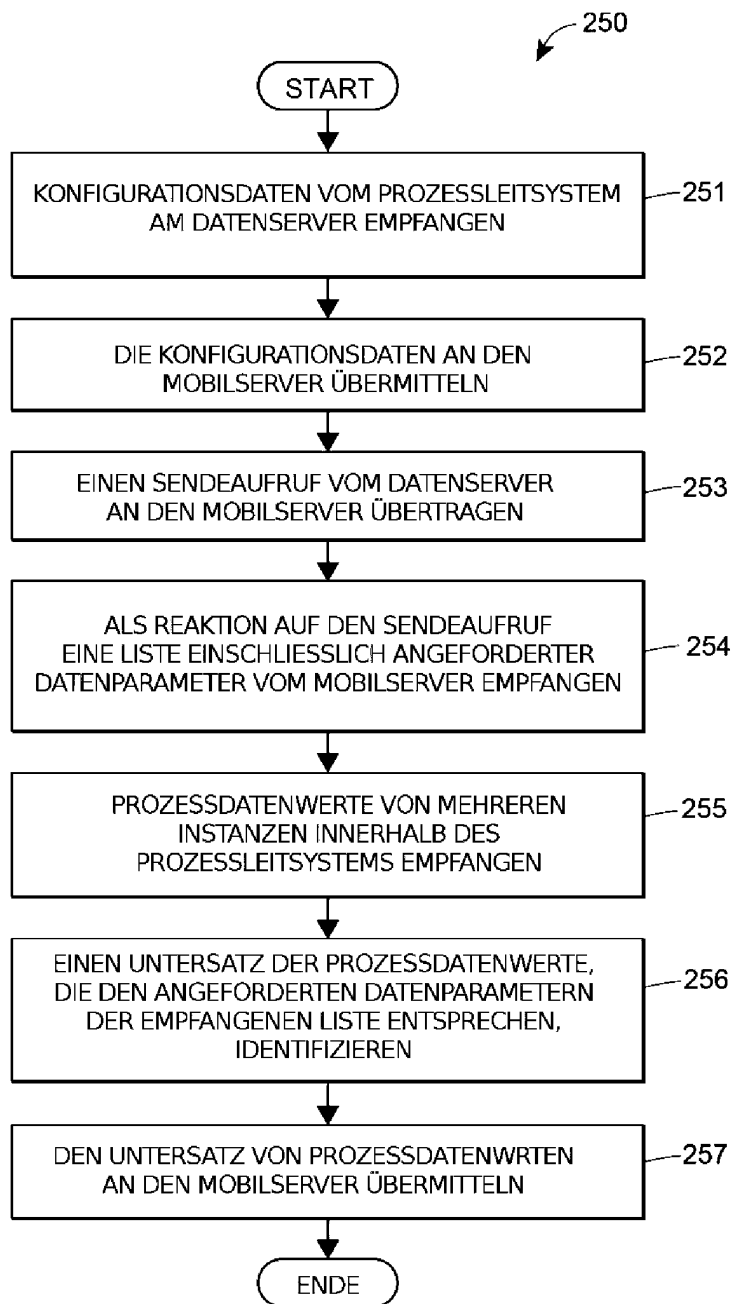 250
START
KONFIGURATIONSDATEN VOM PROZESSLEITSYSTEM
AM DATENSERVER EMPFANGEN
251
DIE KONFIGURATIONSDATEN AN DEN
MOBILSERVER ÜBERMITTELN
252
EINEN SENDEAUFRUF VOM DATENSERVER
AN DEN MOBILSERVER ÜBERTRAGEN
253
ALS REAKTION AUF DEN SENDEAUFRUF
EINE LISTE EINSCHLIESSLICH ANGEFORDERTER
DATENPARAMETER VOM MOBILSERVER EMPFANGEN
254
PROZESSDATENWERTE VON MEHREREN
INSTANZEN INNERHALB DES
PROZESSLEITSYSTEMS EMPFANGEN
255
EINEN UNTERSATZ DER PROZESSDATENWERTE,
DIE DEN ANGEFORDERTEN DATENPARAMETERN
DER EMPFANGENEN LISTE ENTSPRECHEN,
IDENTIFIZIEREN
256
DEN UNTERSATZ VON PROZESSDATENWRTEN
AN DEN MOBILSERVER ÜBERMITTELN
257
ENDE